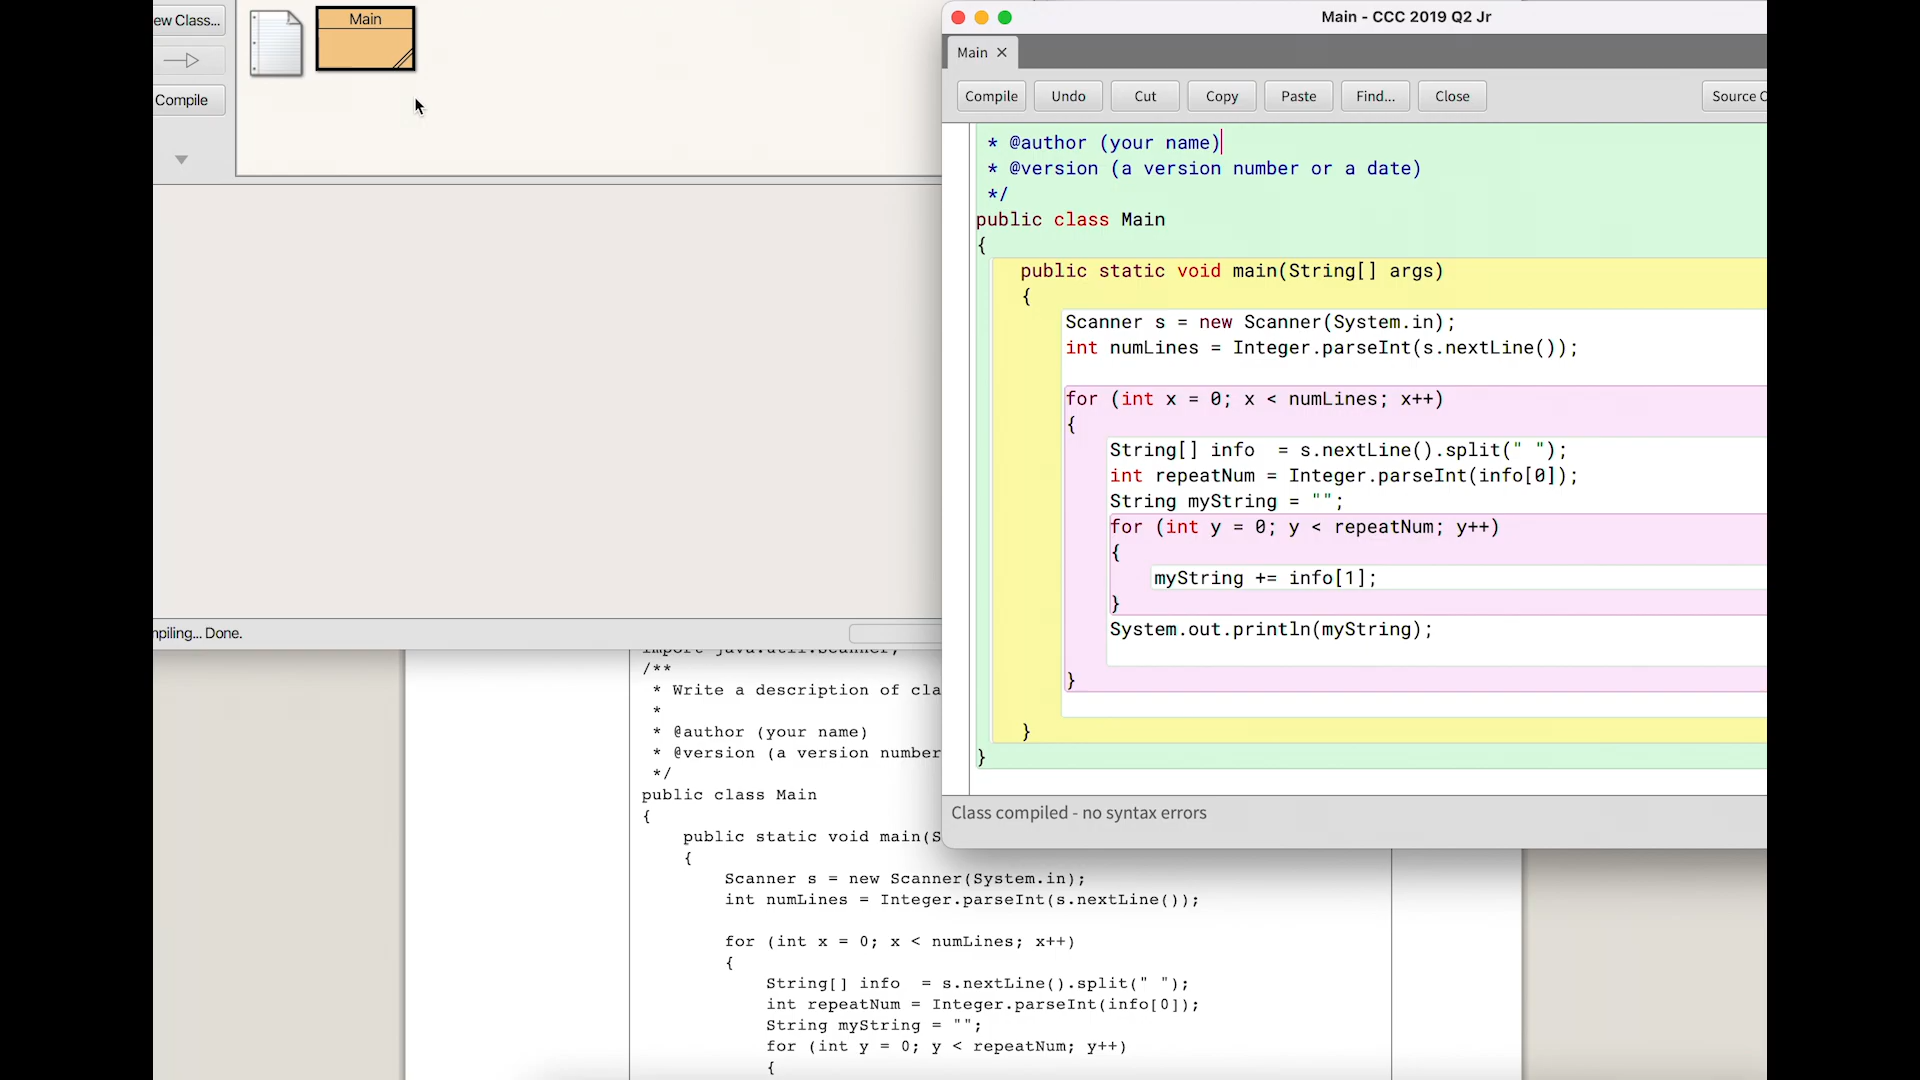 ew Class...
Main
Compile
piling... Done.
Main - CCC 2019 Q2 Jr
Main ✕
Compile Undo Cut Copy Paste Find... Close Source C
* @author (your name)
* @version (a version number or a date)
*/
public class Main
{
public static void main(String[] args)
{
Scanner s = new Scanner(System.in);
int numLines = Integer.parseInt(s.nextLine());
for (int x = 0; x < numLines; x++)
{
String[] info  = s.nextLine().split(" ");
int repeatNum = Integer.parseInt(info[0]);
String myString = "";
for (int y = 0; y < repeatNum; y++)
{
myString += info[1];
}
System.out.println(myString);
}
}
}
Class compiled - no syntax errors
import java.util.Scanner;
/**
* Write a description of cla
*
* @author (your name)
* @version (a version number
*/
public class Main
{
public static void main(S
{
Scanner s = new Scanner(System.in);
int numLines = Integer.parseInt(s.nextLine());
for (int x = 0; x < numLines; x++)
{
String[] info  = s.nextLine().split(" ");
int repeatNum = Integer.parseInt(info[0]);
String myString = "";
for (int y = 0; y < repeatNum; y++)
{